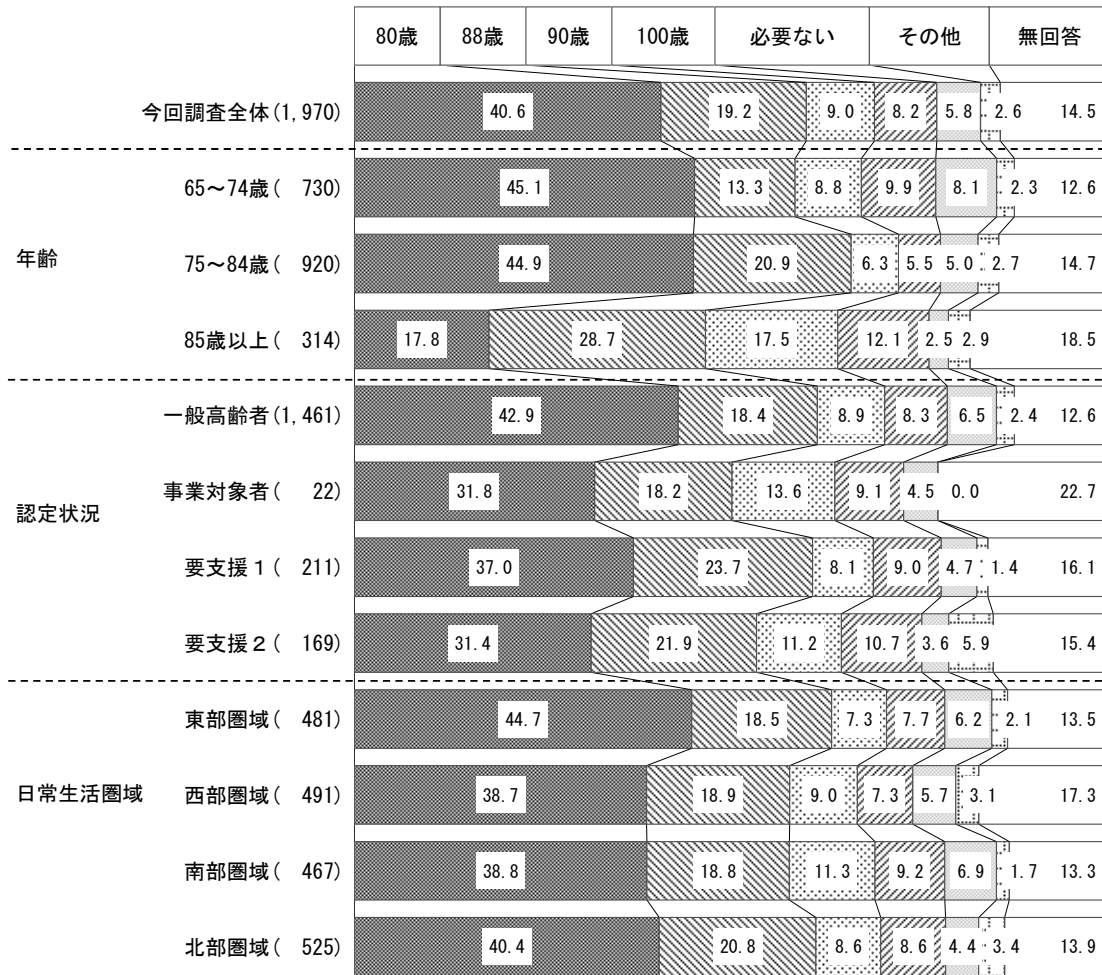 80歳 88歳 90歳 100歳 必要ない その他 無回答
今回調査全体(1,970) 40.6 19.2 9.0 8.2 5.8 2.6 14.5
65～74歳( 730) 45.1 13.3 8.8 9.9 8.1 2.3 12.6
年齢 75～84歳( 920) 44.9 20.9 6.3 5.5 5.0 2.7 14.7
85歳以上( 314) 17.8 28.7 17.5 12.1 2.5 2.9 18.5
一般高齢者(1,461) 42.9 18.4 8.9 8.3 6.5 2.4 12.6
事業対象者( 22) 31.8 18.2 13.6 9.1 4.5 0.0 22.7
認定状況
要支援１( 211) 37.0 23.7 8.1 9.0 4.7 1.4 16.1
要支援２( 169) 31.4 21.9 11.2 10.7 3.6 5.9 15.4
東部圏域( 481) 44.7 18.5 7.3 7.7 6.2 2.1 13.5
日常生活圏域 西部圏域( 491) 38.7 18.9 9.0 7.3 5.7 3.1 17.3
南部圏域( 467) 38.8 18.8 11.3 9.2 6.9 1.7 13.3
北部圏域( 525) 40.4 20.8 8.6 8.6 4.4 3.4 13.9